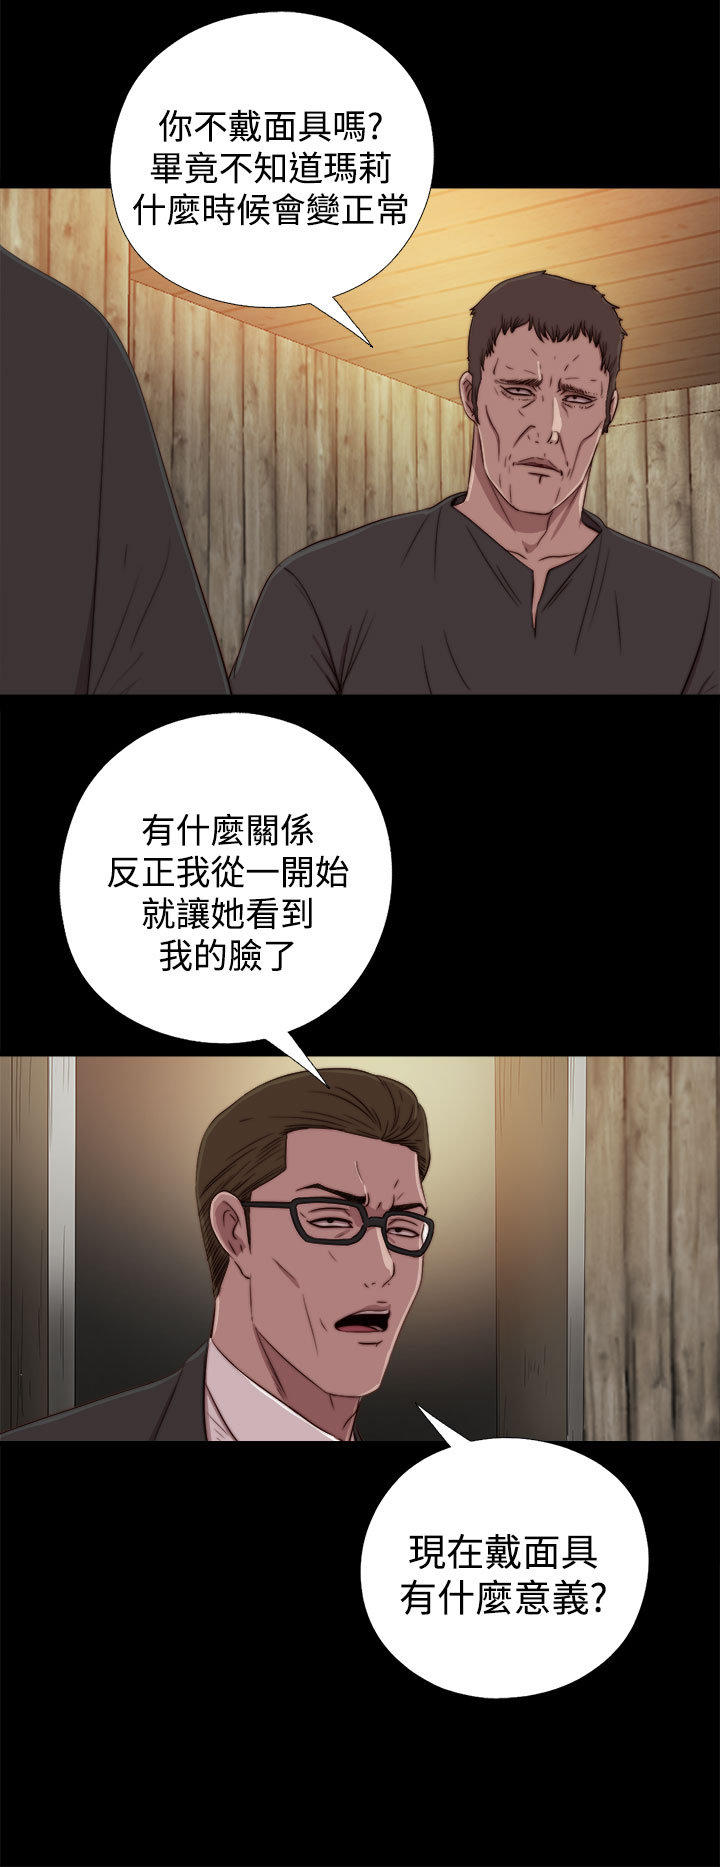 你不戴面具嗎?
畢竟不知道瑪莉
什麼時候會變正常
有什麼關係
反正我從一開始
就讓她看到
我的臉了
現在戴面具
有什麼意義?